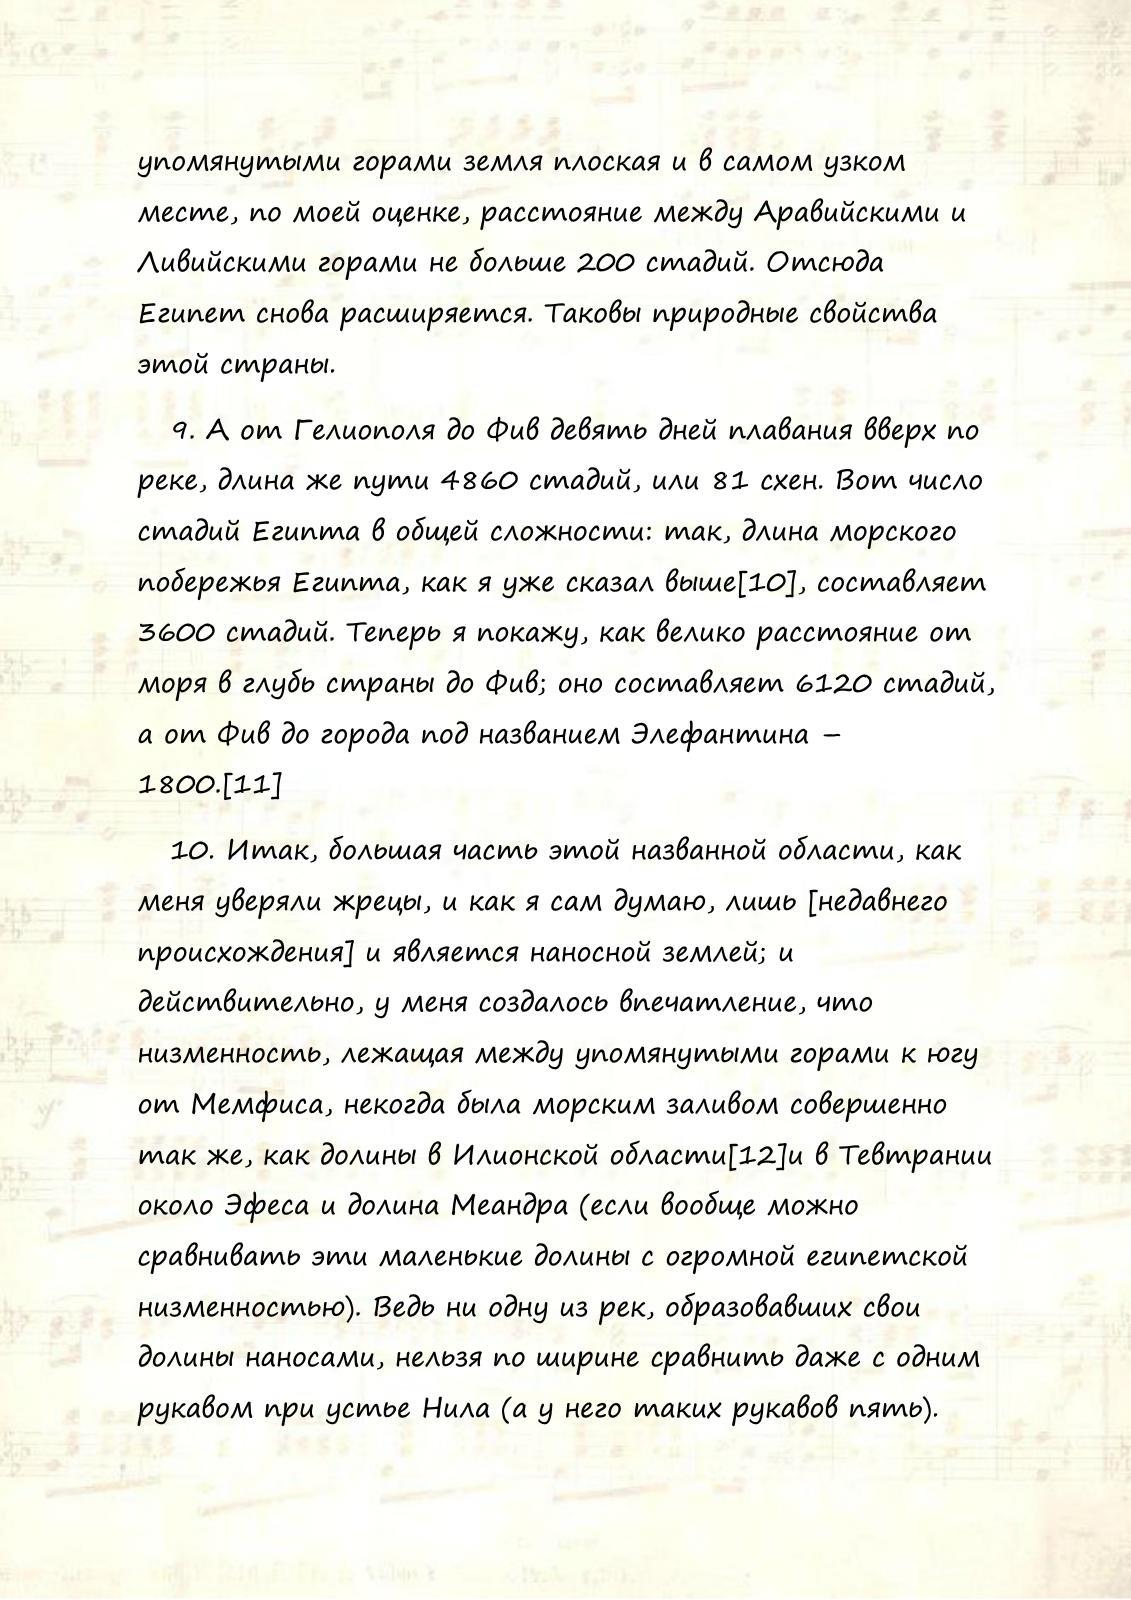 упомянутыми горами земля плоская и в самом узком
месте, по моей оценке, расстояние между Аравийскими и
Ливийскими горами не больше 200 стадий. Отсюда
Египет снова расширяется. Таковы природные свойства
этой страны.
9. А от Гелиополя до Фив девять дней плавания вверх по
реке, длина же пути 4860 стадий, или 81 схен. Вот число
стадий Египта в общей сложности: так, длина морского
побережья Египта, как я уже сказал выше[10], составляет
3600 стадий. Теперь я покажу, как велико расстояние от
моря в глубь страны до Фив; оно составляет 6120 стадий,
а от Фив до города под названием Элефантина –
1800.[11]
10. Итак, большая часть этой названной области, как
меня уверяли жрецы, и как я сам думаю, лишь [недавнего
происхождения] и является наносной землей; и
действительно, у меня создалось впечатление, что
низменность, лежащая между упомянутыми горами к югу
от Мемфиса, некогда была морским заливом совершенно
так же, как долины в Илионской области[12]и в Тевтрании
около Эфеса и долина Меандра (если вообще можно
сравнивать эти маленькие долины с огромной египетской
низменностью). Ведь ни одну из рек, образовавших свои
долины наносами, нельзя по ширине сравнить даже с одним
рукавом при устье Нила (а у него таких рукавов пять).